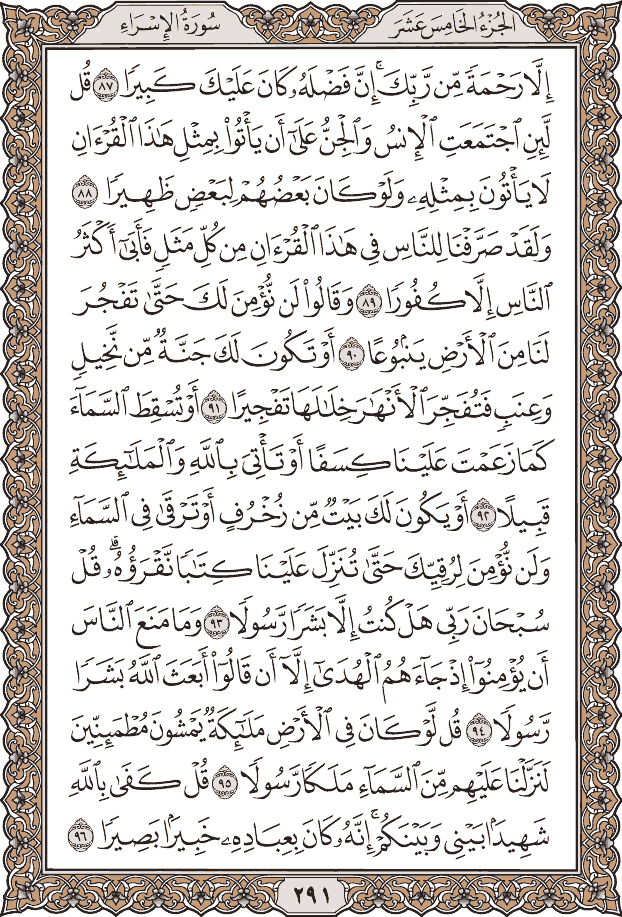 الجُزْءُ الخَامِسَ عَشَرَ
سُورَةُ الإِسْرَاءِ
إِلَّا رَحْمَةً مِّن رَّبِّكَۚ إِنَّ فَضْلَهُۥ كَانَ عَلَيْكَ كَبِيرًا ٨٧ قُل
لَّئِنِ ٱجْتَمَعَتِ ٱلْإِنسُ وَٱلْجِنُّ عَلَىٰٓ أَن يَأْتُوا۟ بِمِثْلِ هَٰذَا ٱلْقُرْءَانِ
لَا يَأْتُونَ بِمِثْلِهِۦ وَلَوْ كَانَ بَعْضُهُمْ لِبَعْضٍ ظَهِيرًا ٨٨
وَلَقَدْ صَرَّفْنَا لِلنَّاسِ فِى هَٰذَا ٱلْقُرْءَانِ مِن كُلِّ مَثَلٍ فَأَبَىٰٓ أَكْثَرُ
ٱلنَّاسِ إِلَّا كُفُورًا ٨٩ وَقَالُوا۟ لَن نُّؤْمِنَ لَكَ حَتَّىٰ تَفْجُرَ
لَنَا مِنَ ٱلْأَرْضِ يَنۢبُوعًا ٩٠ أَوْ تَكُونَ لَكَ جَنَّةٌ مِّن نَّخِيلٍ
وَعِنَبٍ فَتُفَجِّرَ ٱلْأَنْهَٰرَ خِلَٰلَهَا تَفْجِيرًا ٩١ أَوْ تُسْقِطَ ٱلسَّمَآءَ
كَمَا زَعَمْتَ عَلَيْنَا كِسَفًا أَوْ تَأْتِىَ بِٱللَّهِ وَٱلْمَلَٰٓئِكَةِ
قَبِيلًا ٩٢ أَوْ يَكُونَ لَكَ بَيْتٌ مِّن زُخْرُفٍ أَوْ تَرْقَىٰ فِى ٱلسَّمَآءِ
وَلَن نُّؤْمِنَ لِرُقِيِّكَ حَتَّىٰ تُنَزِّلَ عَلَيْنَا كِتَٰبًا نَّقْرَؤُهُۥۗ قُلْ
سُبْحَانَ رَبِّى هَلْ كُنتُ إِلَّا بَشَرًا رَّسُولًا ٩٣ وَمَا مَنَعَ ٱلنَّاسَ
أَن يُؤْمِنُوٓا۟ إِذْ جَآءَهُمُ ٱلْهُدَىٰٓ إِلَّآ أَن قَالُوٓا۟ أَبَعَثَ ٱللَّهُ بَشَرًا
رَّسُولًا ٩٤ قُل لَّوْ كَانَ فِى ٱلْأَرْضِ مَلَٰٓئِكَةٌ يَمْشُونَ مُطْمَئِنِّينَ
لَنَزَّلْنَا عَلَيْهِم مِّنَ ٱلسَّمَآءِ مَلَكًا رَّسُولًا ٩٥ قُلْ كَفَىٰ بِٱللَّهِ
شَهِيدًۢا بَيْنِى وَبَيْنَكُمْۚ إِنَّهُۥ كَانَ بِعِبَادِهِۦ خَبِيرًۢا بَصِيرًا ٩٦
٢٩١